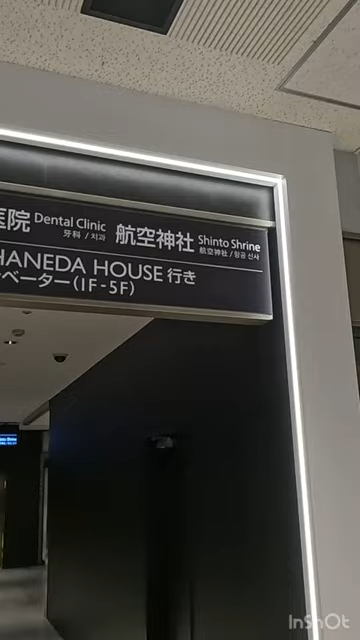 医院 Dental Clinic 航空神社 Shinto Shrine
牙科 / 치과 航空神社 / 항공 신사
HANEDA HOUSE 行き
ベーター(1F-5F)
InShOt